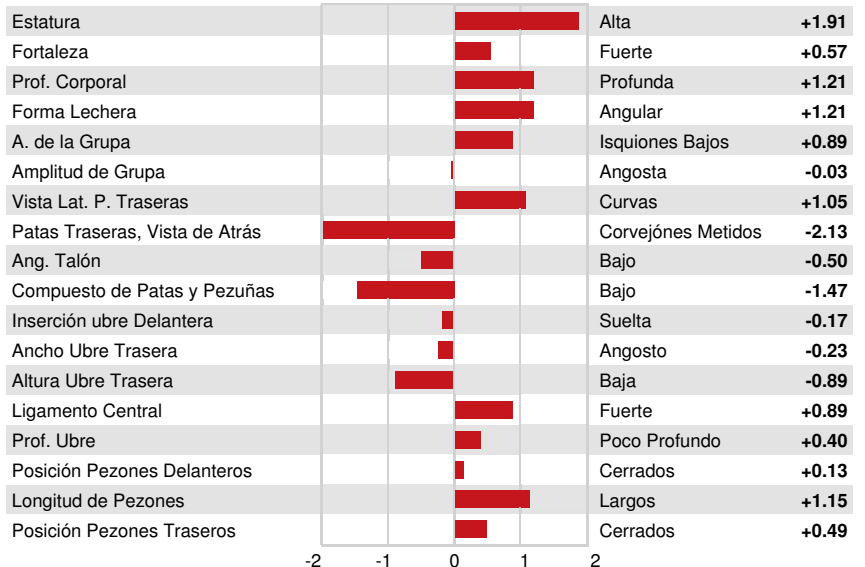 Estatura Alta +1.91
Fortaleza Fuerte +0.57
Prof. Corporal Profunda +1.21
Forma Lechera Angular +1.21
A. de la Grupa Isquiones Bajos +0.89
Amplitud de Grupa Angosta -0.03
Vista Lat. P. Traseras Curvas +1.05
Patas Traseras, Vista de Atrás Corvejónes Metidos -2.13
Ang. Talón Bajo -0.50
Compuesto de Patas y Pezuñas Bajo -1.47
Inserción ubre Delantera Suelta -0.17
Ancho Ubre Trasera Angosto -0.23
Altura Ubre Trasera Baja -0.89
Ligamento Central Fuerte +0.89
Prof. Ubre Poco Profundo +0.40
Posición Pezones Delanteros Cerrados +0.13
Longitud de Pezones Largos +1.15
Posición Pezones Traseros Cerrados +0.49
-2 -1 0 1 2